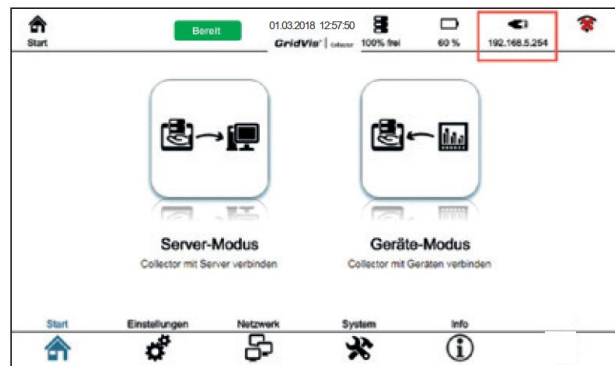 Start
Bereit
01.03.2018 12:57:50
GridVis® | Collector
100% frei
60 %
192.168.5.254
Server-Modus
Collector mit Server verbinden
Geräte-Modus
Collector mit Geräten verbinden
Start
Einstellungen
Netzwerk
System
Info